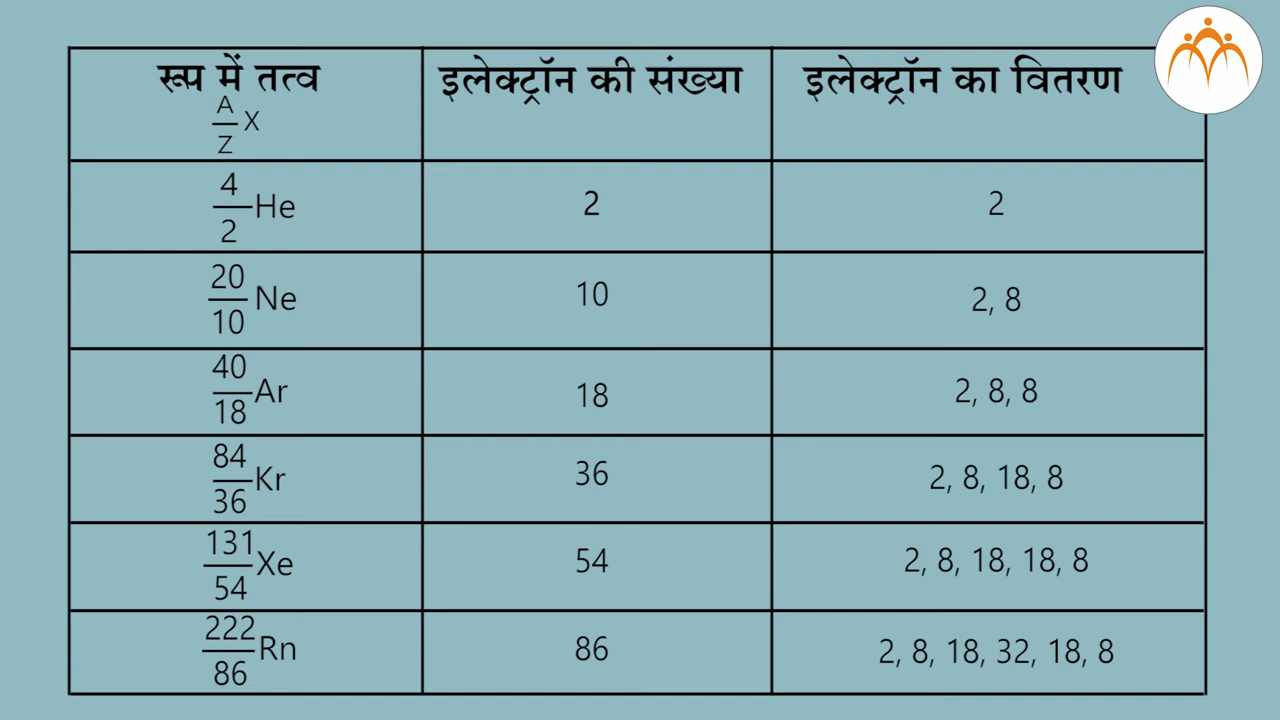 रूप में तत्व इलेक्ट्रॉन की संख्या इलेक्ट्रॉन का वितरण
A
Z X
4
2 He 2 2
20
10 Ne 10 2, 8
40
18 Ar 18 2, 8, 8
84
36 Kr 36 2, 8, 18, 8
131
54 Xe 54 2, 8, 18, 18, 8
222
86 Rn 86 2, 8, 18, 32, 18, 8